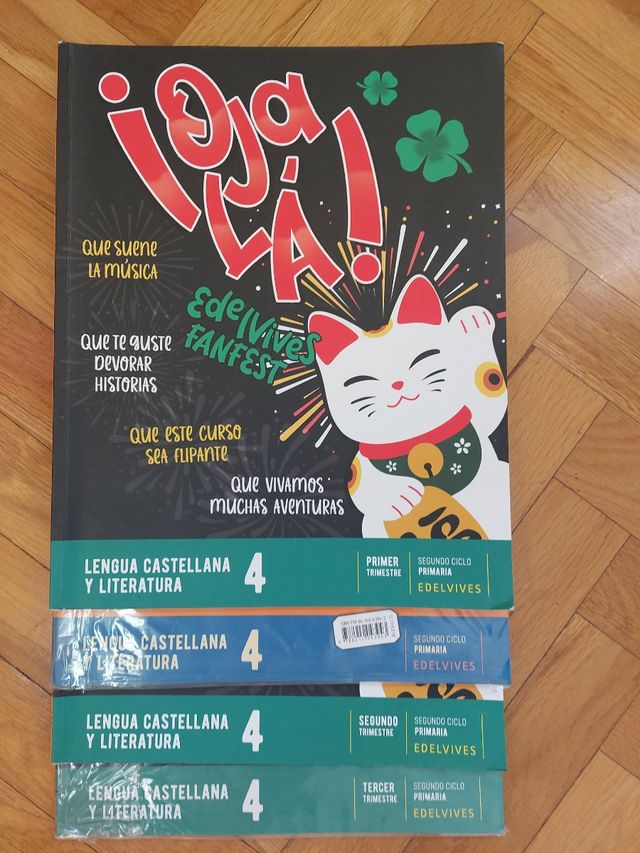 ¡Oja
LÁ!
Edelvives
FANFEST
QUE SUENE
LA MÚSICA
QUE TE GUSTE
DEVORAR
HISTORIAS
QUE ESTE CURSO
SEA FLIPANTE
QUE VIVAMOS
MUCHAS AVENTURAS
LENGUA CASTELLANA
Y LITERATURA
4
PRIMER
TRIMESTRE
SEGUNDO CICLO
PRIMARIA
EDELVIVES
LENGUA CASTELLANA
Y LITERATURA
4
SEGUNDO CICLO
PRIMARIA
EDELVIVES
LENGUA CASTELLANA
Y LITERATURA
4
SEGUNDO
TRIMESTRE
SEGUNDO CICLO
PRIMARIA
EDELVIVES
LENGUA CASTELLANA
Y LITERATURA
4
TERCER
TRIMESTRE
SEGUNDO CICLO
PRIMARIA
EDELVIVES